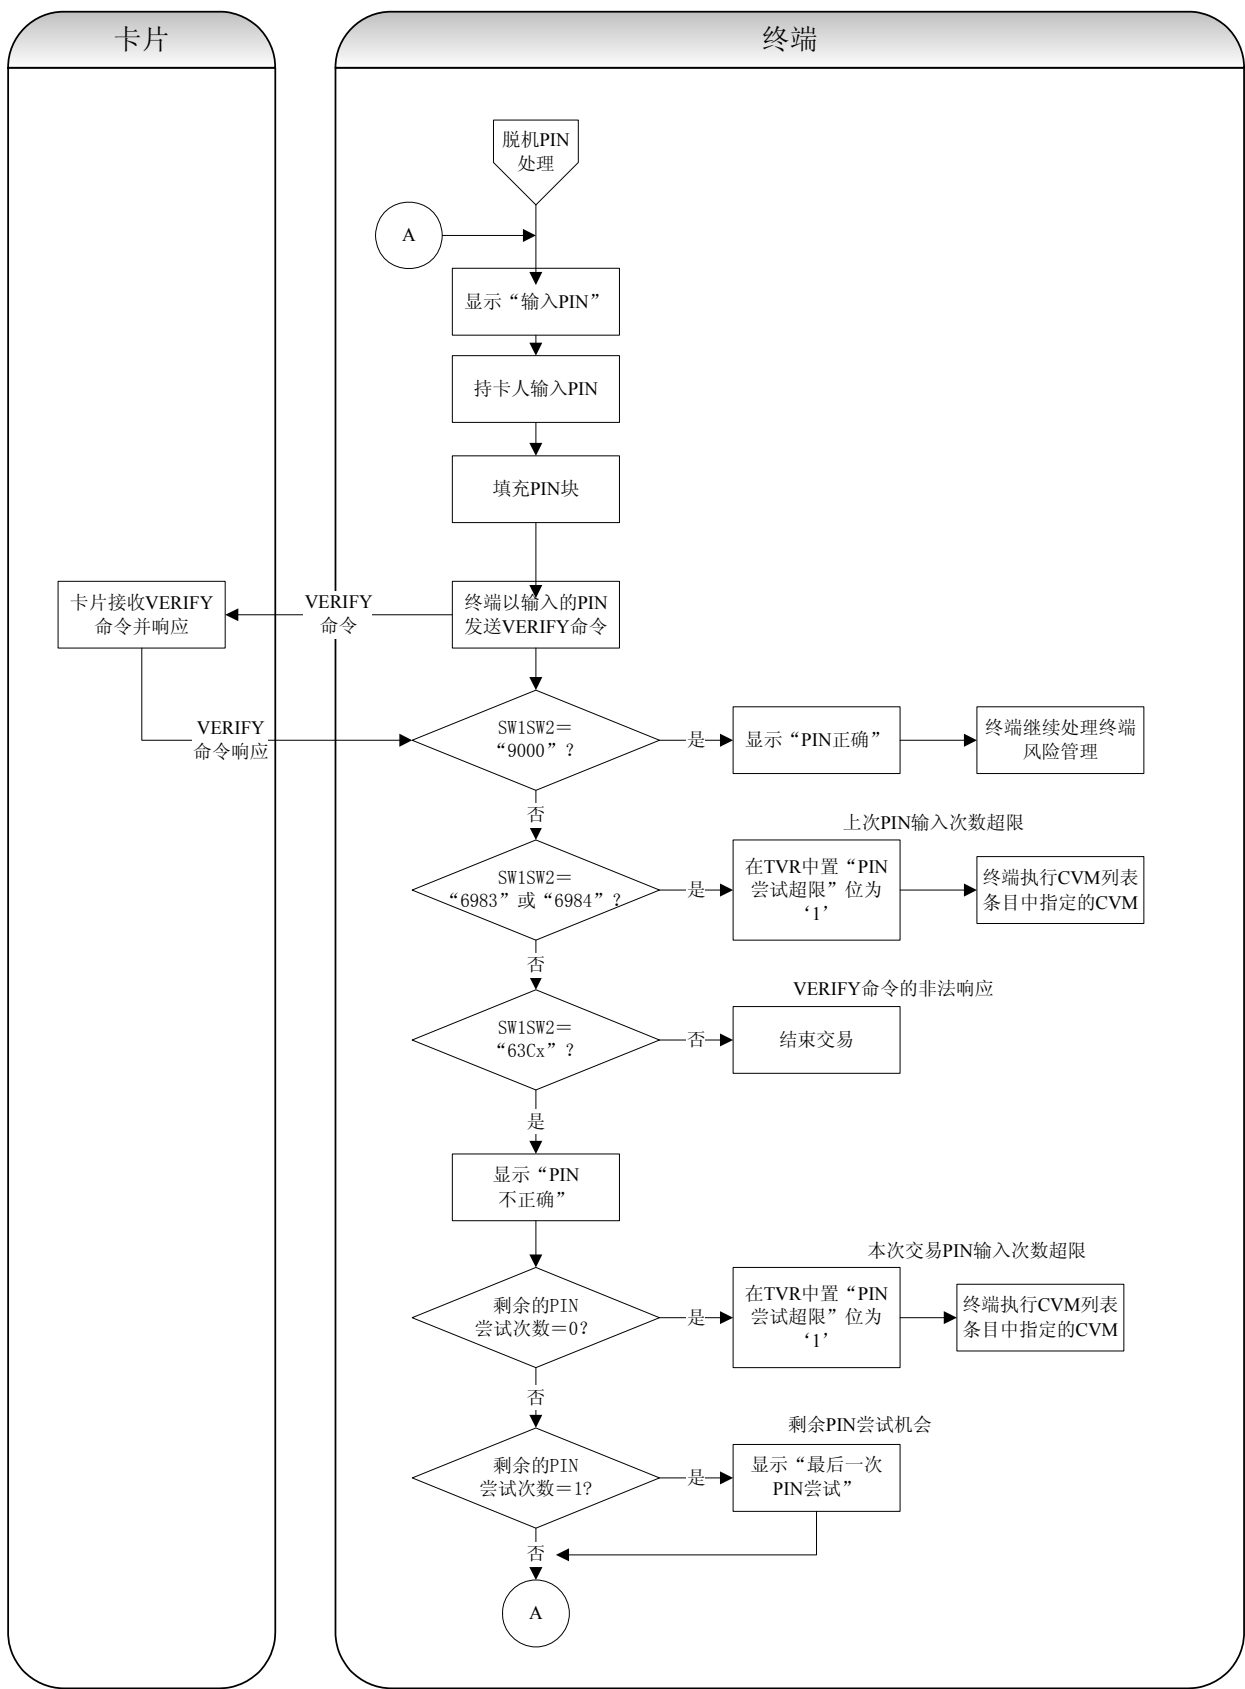 卡片
终端
脱机PIN
处理
A
显示“输入PIN”
持卡人输入PIN
填充PIN块
卡片接收VERIFY
命令并响应
VERIFY
命令
终端以输入的PIN
发送VERIFY命令
VERIFY
命令响应
SW1SW2＝
“9000”？
是
显示“PIN正确”
终端继续处理终端
风险管理
否
上次PIN输入次数超限
SW1SW2＝
“6983”或“6984”？
是
在TVR中置“PIN
尝试超限”位为
‘1’
终端执行CVM列表
条目中指定的CVM
否
VERIFY命令的非法响应
SW1SW2＝
“63Cx”？
否
结束交易
是
显示“PIN
不正确”
本次交易PIN输入次数超限
剩余的PIN
尝试次数＝0？
是
在TVR中置“PIN
尝试超限”位为
‘1’
终端执行CVM列表
条目中指定的CVM
否
剩余PIN尝试机会
剩余的PIN
尝试次数＝1？
是
显示“最后一次
PIN尝试”
否
A